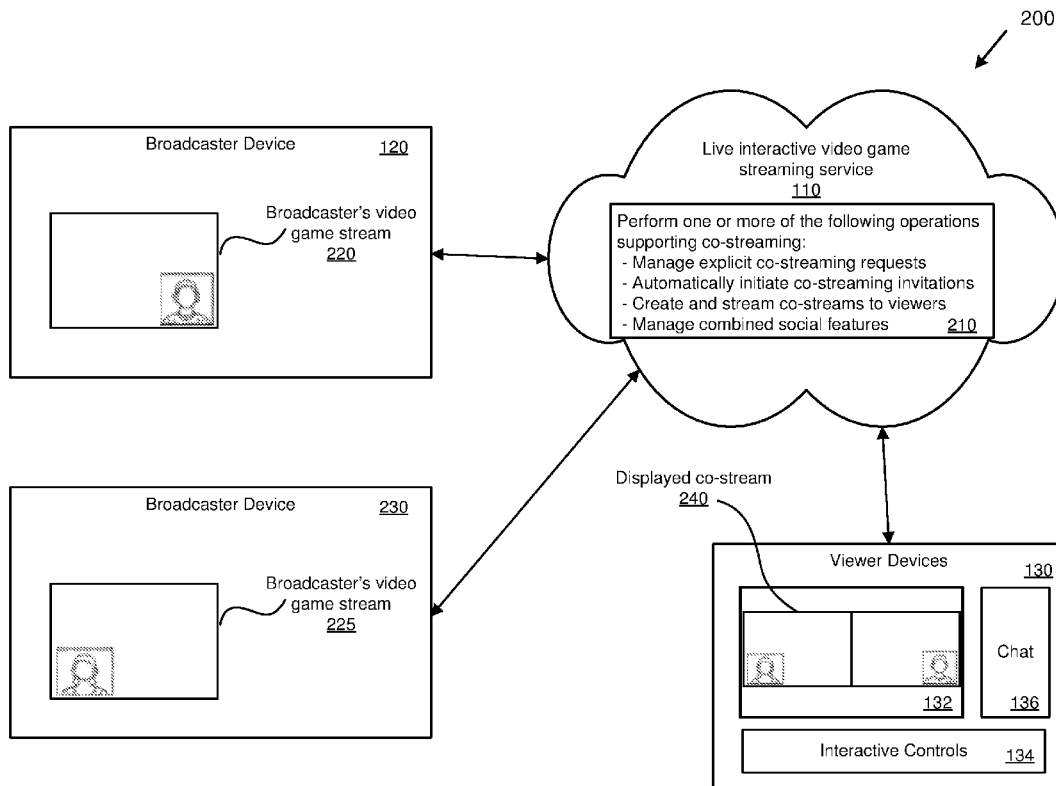 200
Broadcaster Device 120
Broadcaster's video
game stream
220
Live interactive video game
streaming service
110
Perform one or more of the following operations
supporting co-streaming:
- Manage explicit co-streaming requests
- Automatically initiate co-streaming invitations
- Create and stream co-streams to viewers
- Manage combined social features 210
Broadcaster Device 230
Broadcaster's video
game stream
225
Displayed co-stream
240
Viewer Devices 130
132
Chat
136
Interactive Controls 134